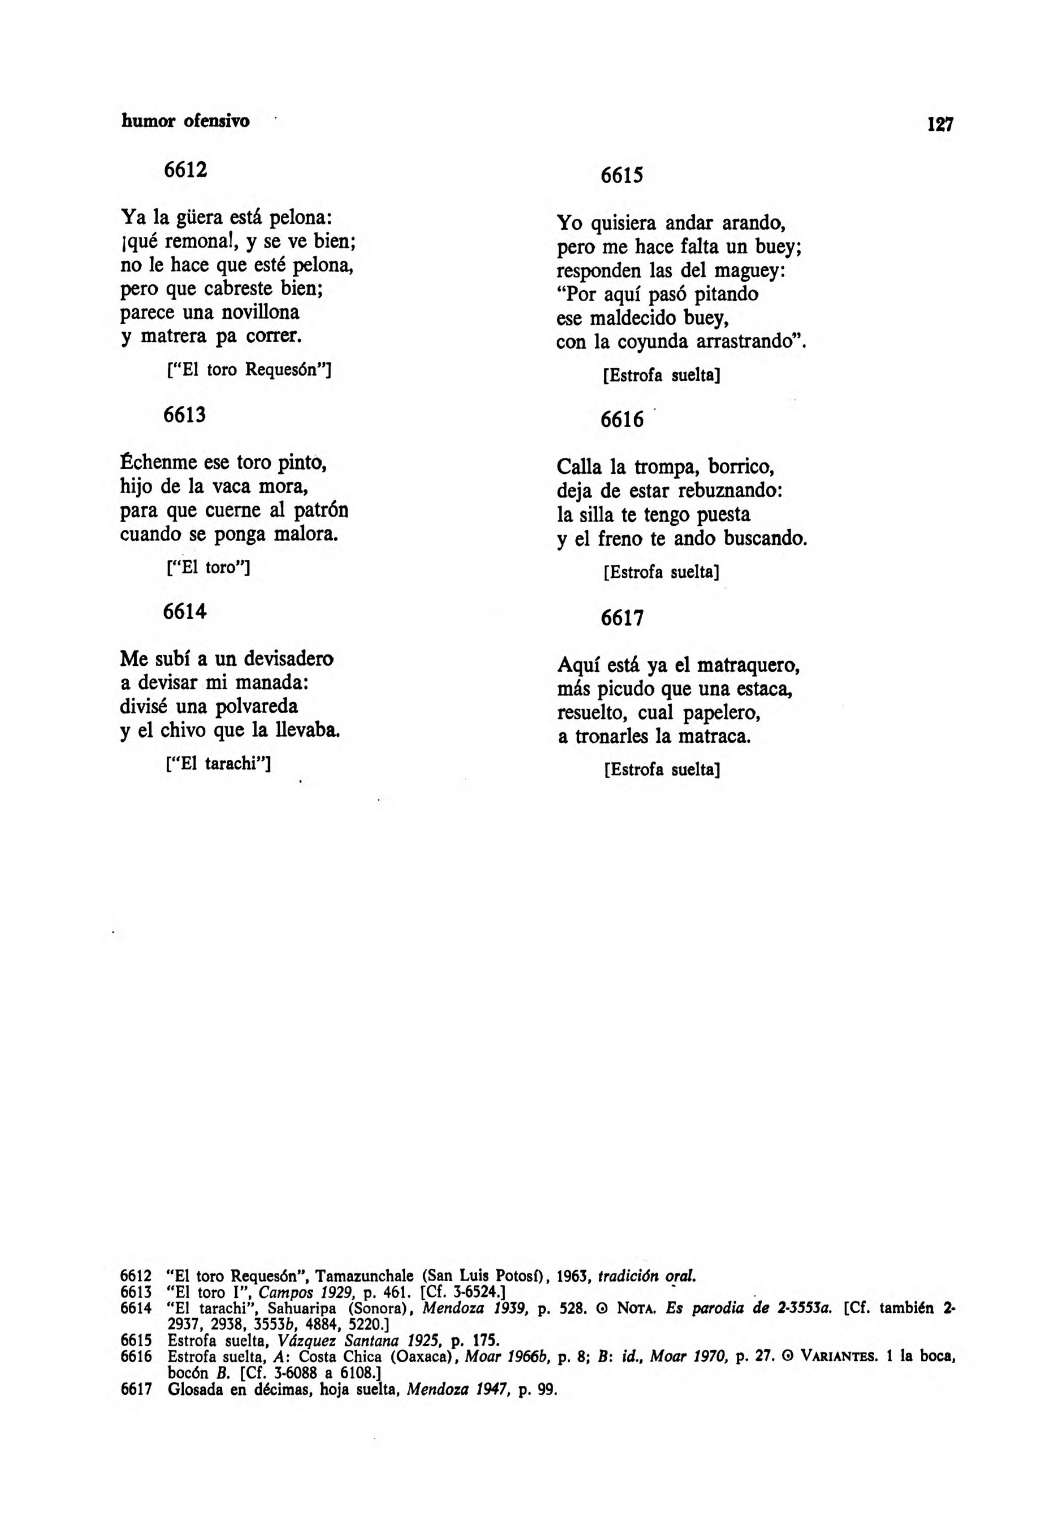 humor ofensivo
127
6612
Ya la güera está pelona:
¡qué remona!, y se ve bien;
no le hace que esté pelona,
pero que cabreste bien;
parece una novillona
y matrera pa correr.
["El toro Requesón"]
6613
Échenme ese toro pinto,
hijo de la vaca mora,
para que cuerne al patrón
cuando se ponga malora.
["El toro"]
6614
Me subí a un devisadero
a devisar mi manada:
divisé una polvareda
y el chivo que la llevaba.
["El tarachi"]
6615
Yo quisiera andar arando,
pero me hace falta un buey;
responden las del maguey:
"Por aquí pasó pitando
ese maldecido buey,
con la coyunda arrastrando".
[Estrofa suelta]
6616
Calla la trompa, borrico,
deja de estar rebuznando:
la silla te tengo puesta
y el freno te ando buscando.
[Estrofa suelta]
6617
Aquí está ya el matraquero,
más picudo que una estaca,
resuelto, cual papelero,
a tronarles la matraca.
[Estrofa suelta]
6612 "El toro Requesón", Tamazunchale (San Luis Potosí), 1963, tradición oral.
6613 "El toro I", Campos 1929, p. 461. [Cf. 3-6524.]
6614 "El tarachi", Sahuaripa (Sonora), Mendoza 1939, p. 528. ⊙ NOTA. Es parodia de 2-3553a. [Cf. también 2-
2937, 2938, 3553b, 4884, 5220.]
6615 Estrofa suelta, Vázquez Santana 1925, p. 175.
6616 Estrofa suelta, A: Costa Chica (Oaxaca), Moar 1966b, p. 8; B: id., Moar 1970, p. 27. ⊙ VARIANTES. 1 la boca,
bocón B. [Cf. 3-6088 a 6108.]
6617 Glosada en décimas, hoja suelta, Mendoza 1947, p. 99.